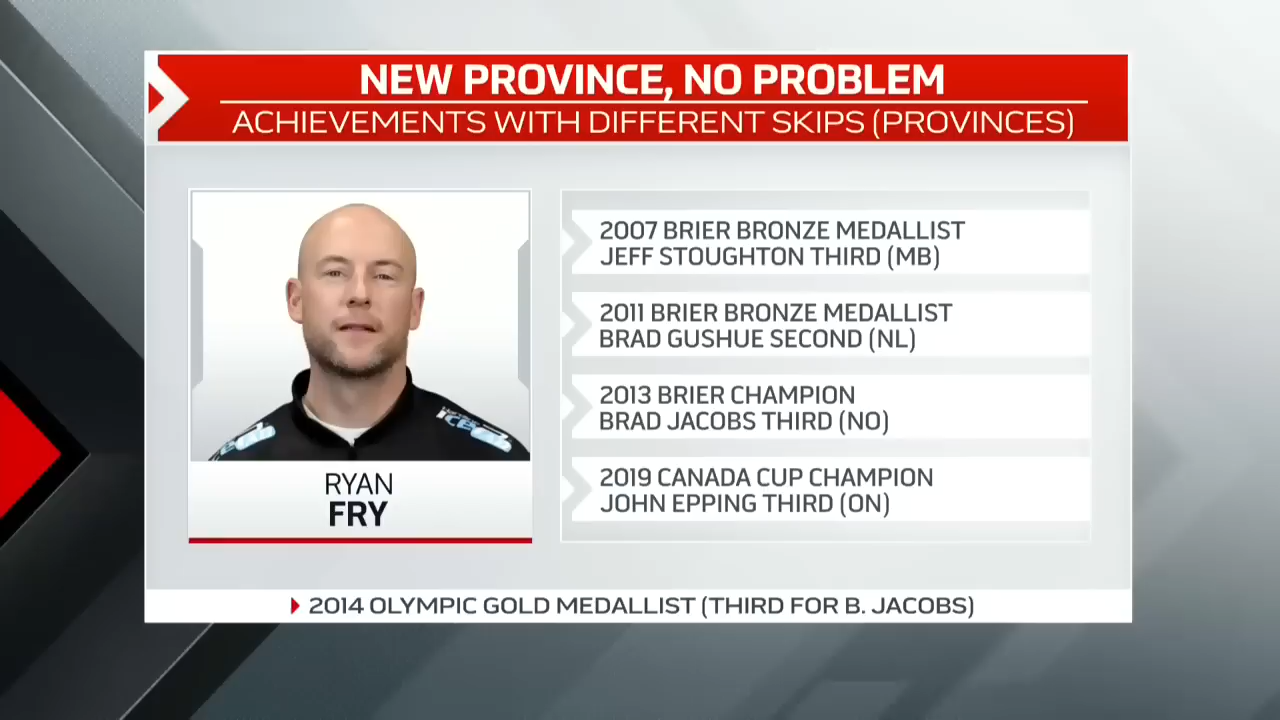 NEW PROVINCE, NO PROBLEM
ACHIEVEMENTS WITH DIFFERENT SKIPS (PROVINCES)
RYAN
FRY
2007 BRIER BRONZE MEDALLIST
JEFF STOUGHTON THIRD (MB)
2011 BRIER BRONZE MEDALLIST
BRAD GUSHUE SECOND (NL)
2013 BRIER CHAMPION
BRAD JACOBS THIRD (NO)
2019 CANADA CUP CHAMPION
JOHN EPPING THIRD (ON)
2014 OLYMPIC GOLD MEDALLIST (THIRD FOR B. JACOBS)